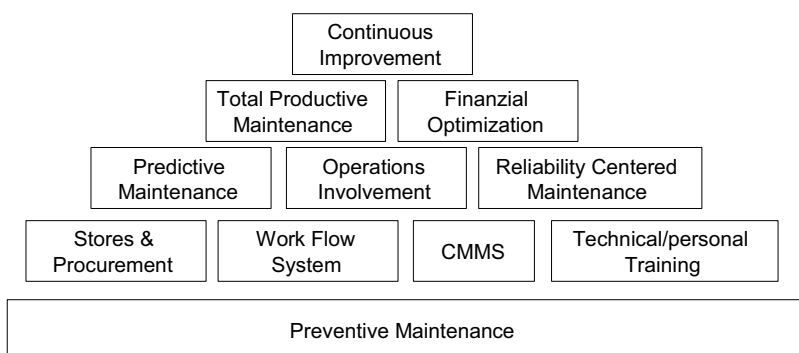 Continuous
Improvement
Total Productive
Maintenance
Finanzial
Optimization
Predictive
Maintenance
Operations
Involvement
Reliability Centered
Maintenance
Stores &
Procurement
Work Flow
System
CMMS
Technical/personal
Training
Preventive Maintenance